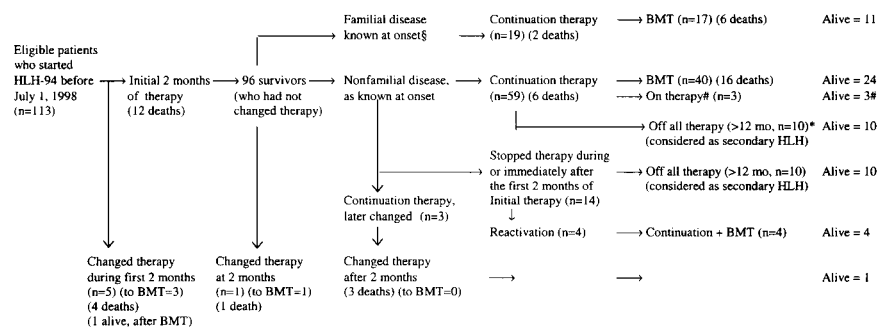 Familial disease
known at onset§
Continuation therapy
(n=19) (2 deaths)
BMT (n=17) (6 deaths)
Alive = 11
Eligible patients
who started
HLH-94 before
July 1, 1998
(n=113)
Initial 2 months
of therapy
(12 deaths)
96 survivors
(who had not
changed therapy)
Nonfamilial disease,
as known at onset
Continuation therapy
(n=59) (6 deaths)
BMT (n=40) (16 deaths)
Alive = 24
On therapy# (n=3)
Alive = 3#
Off all therapy (>12 mo, n=10)*
(considered as secondary HLH)
Alive = 10
Stopped therapy during
or immediately after
the first 2 months of
Initial therapy (n=14)
Off all therapy (>12 mo, n=10)
(considered as secondary HLH)
Alive = 10
Continuation therapy,
later changed (n=3)
Reactivation (n=4)
Continuation + BMT (n=4)
Alive = 4
Changed therapy
during first 2 months
(n=5) (to BMT=3)
(4 deaths)
(1 alive, after BMT)
Changed therapy
at 2 months
(n=1) (to BMT=1)
(1 death)
Changed therapy
after 2 months
(3 deaths) (to BMT=0)
Alive = 1